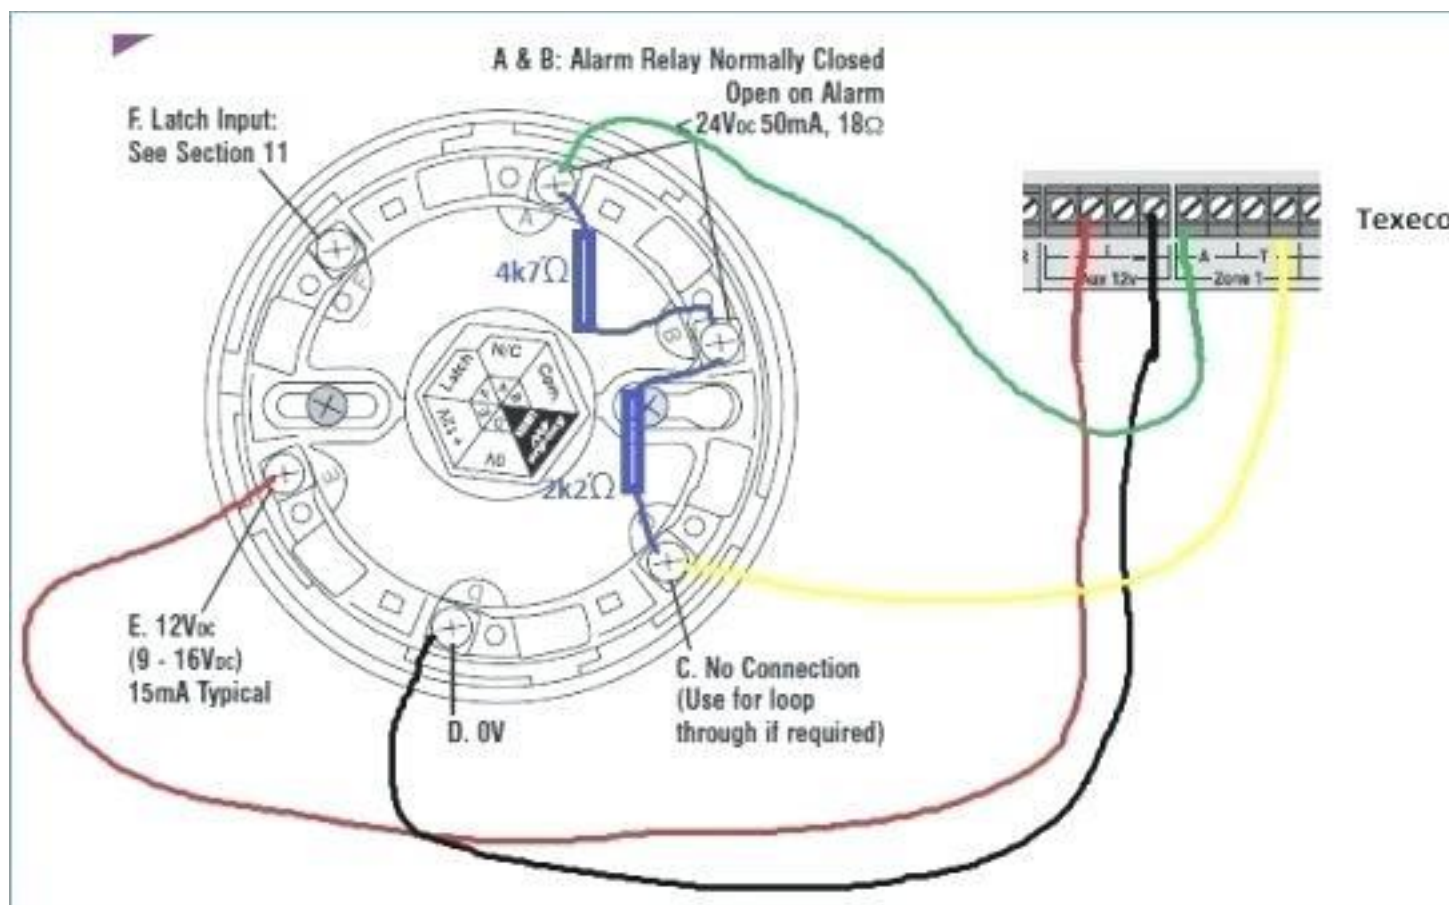 A & B: Alarm Relay Normally Closed
Open on Alarm
<24VDC 50mA, 18Ω
F. Latch Input:
See Section 11
Texeco
A
T
Aux 12v
Zone 1
A
F
B
4k7Ω
Latch
N/C
Com.
+ 12V
0V
2k2Ω
E
D
E. 12VDC
(9 - 16VDC)
15mA Typical
D. 0V
C. No Connection
(Use for loop
through if required)